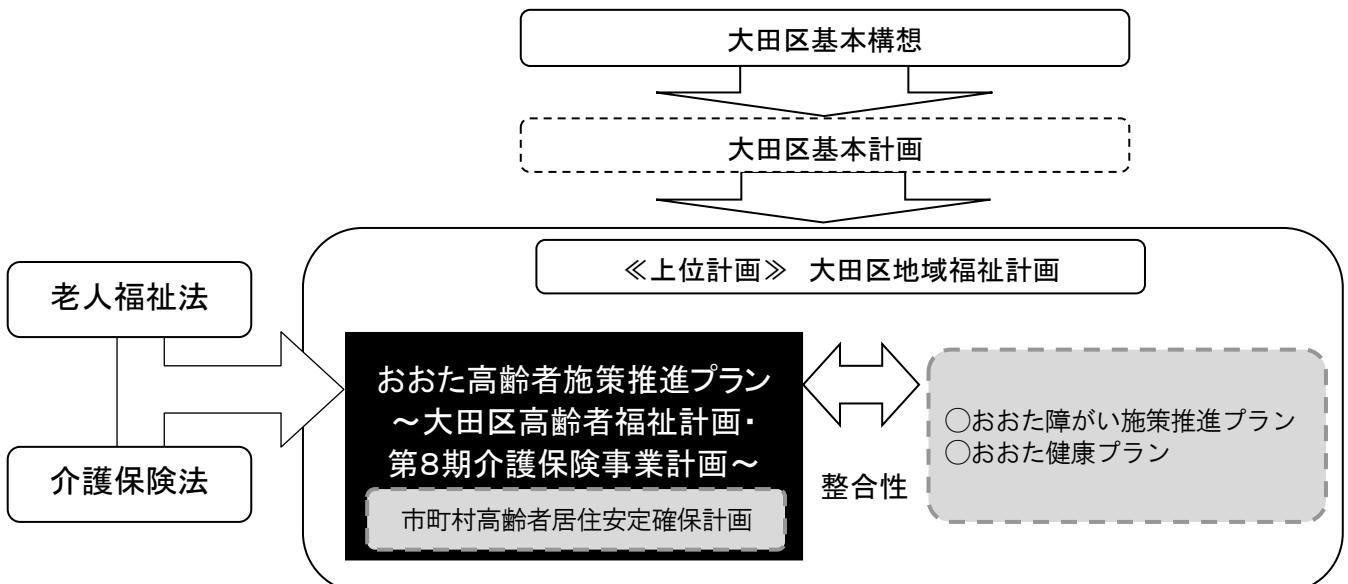 大田区基本構想
大田区基本計画
≪上位計画≫ 大田区地域福祉計画
老人福祉法
介護保険法
おおた高齢者施策推進プラン
～大田区高齢者福祉計画・
第8期介護保険事業計画～
市町村高齢者居住安定確保計画
整合性
○おおた障がい施策推進プラン
○おおた健康プラン